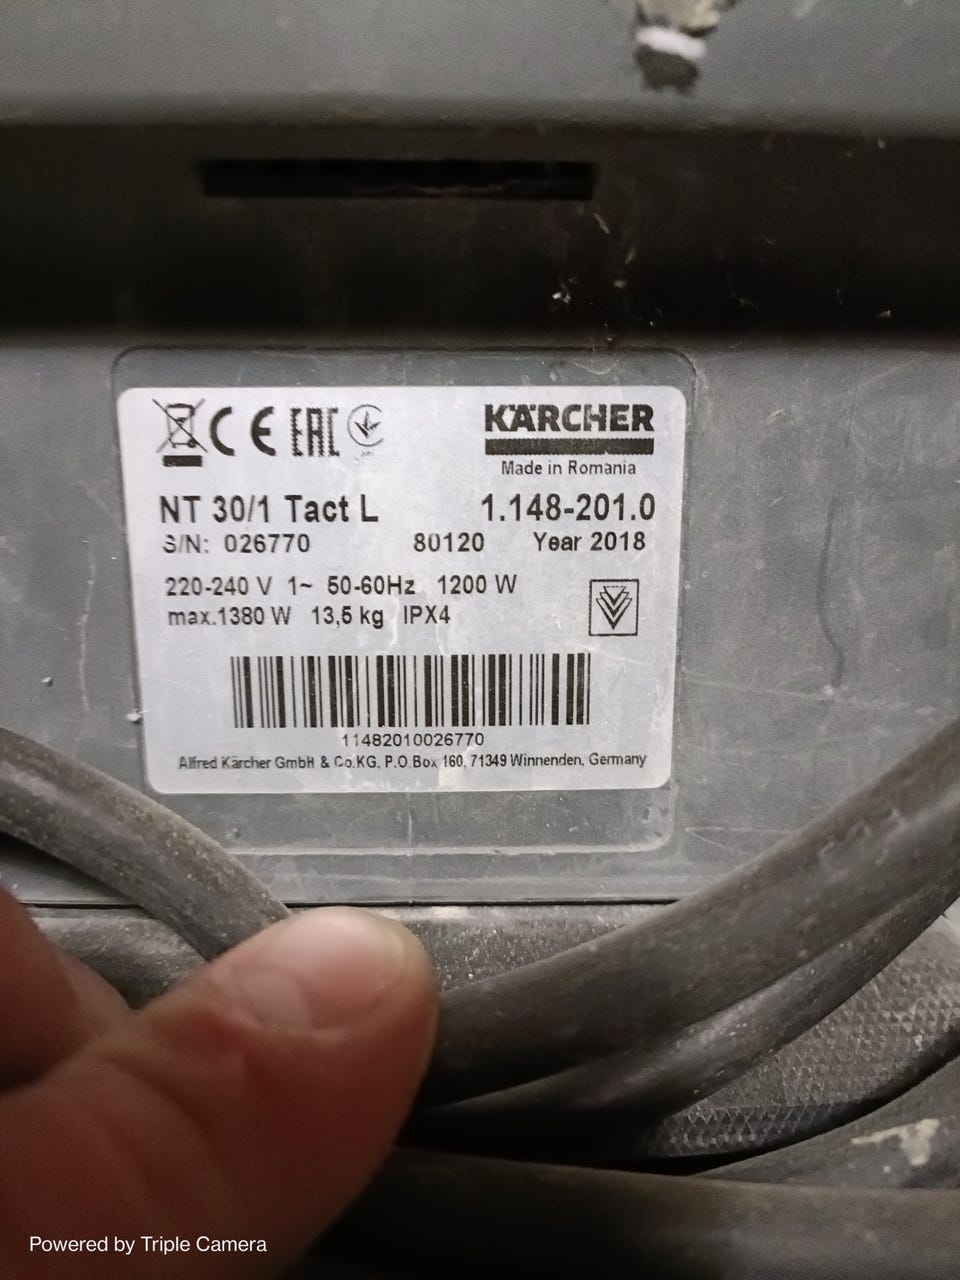 CE EAC
KÄRCHER
Made in Romania
NT 30/1 Tact L 1.148-201.0
S/N: 026770 80120 Year 2018
220-240 V 1~ 50-60Hz 1200 W
max.1380 W 13,5 kg IPX4
11482010026770
Alfred Kärcher GmbH & Co.KG, P.O.Box 160, 71349 Winnenden, Germany
Powered by Triple Camera